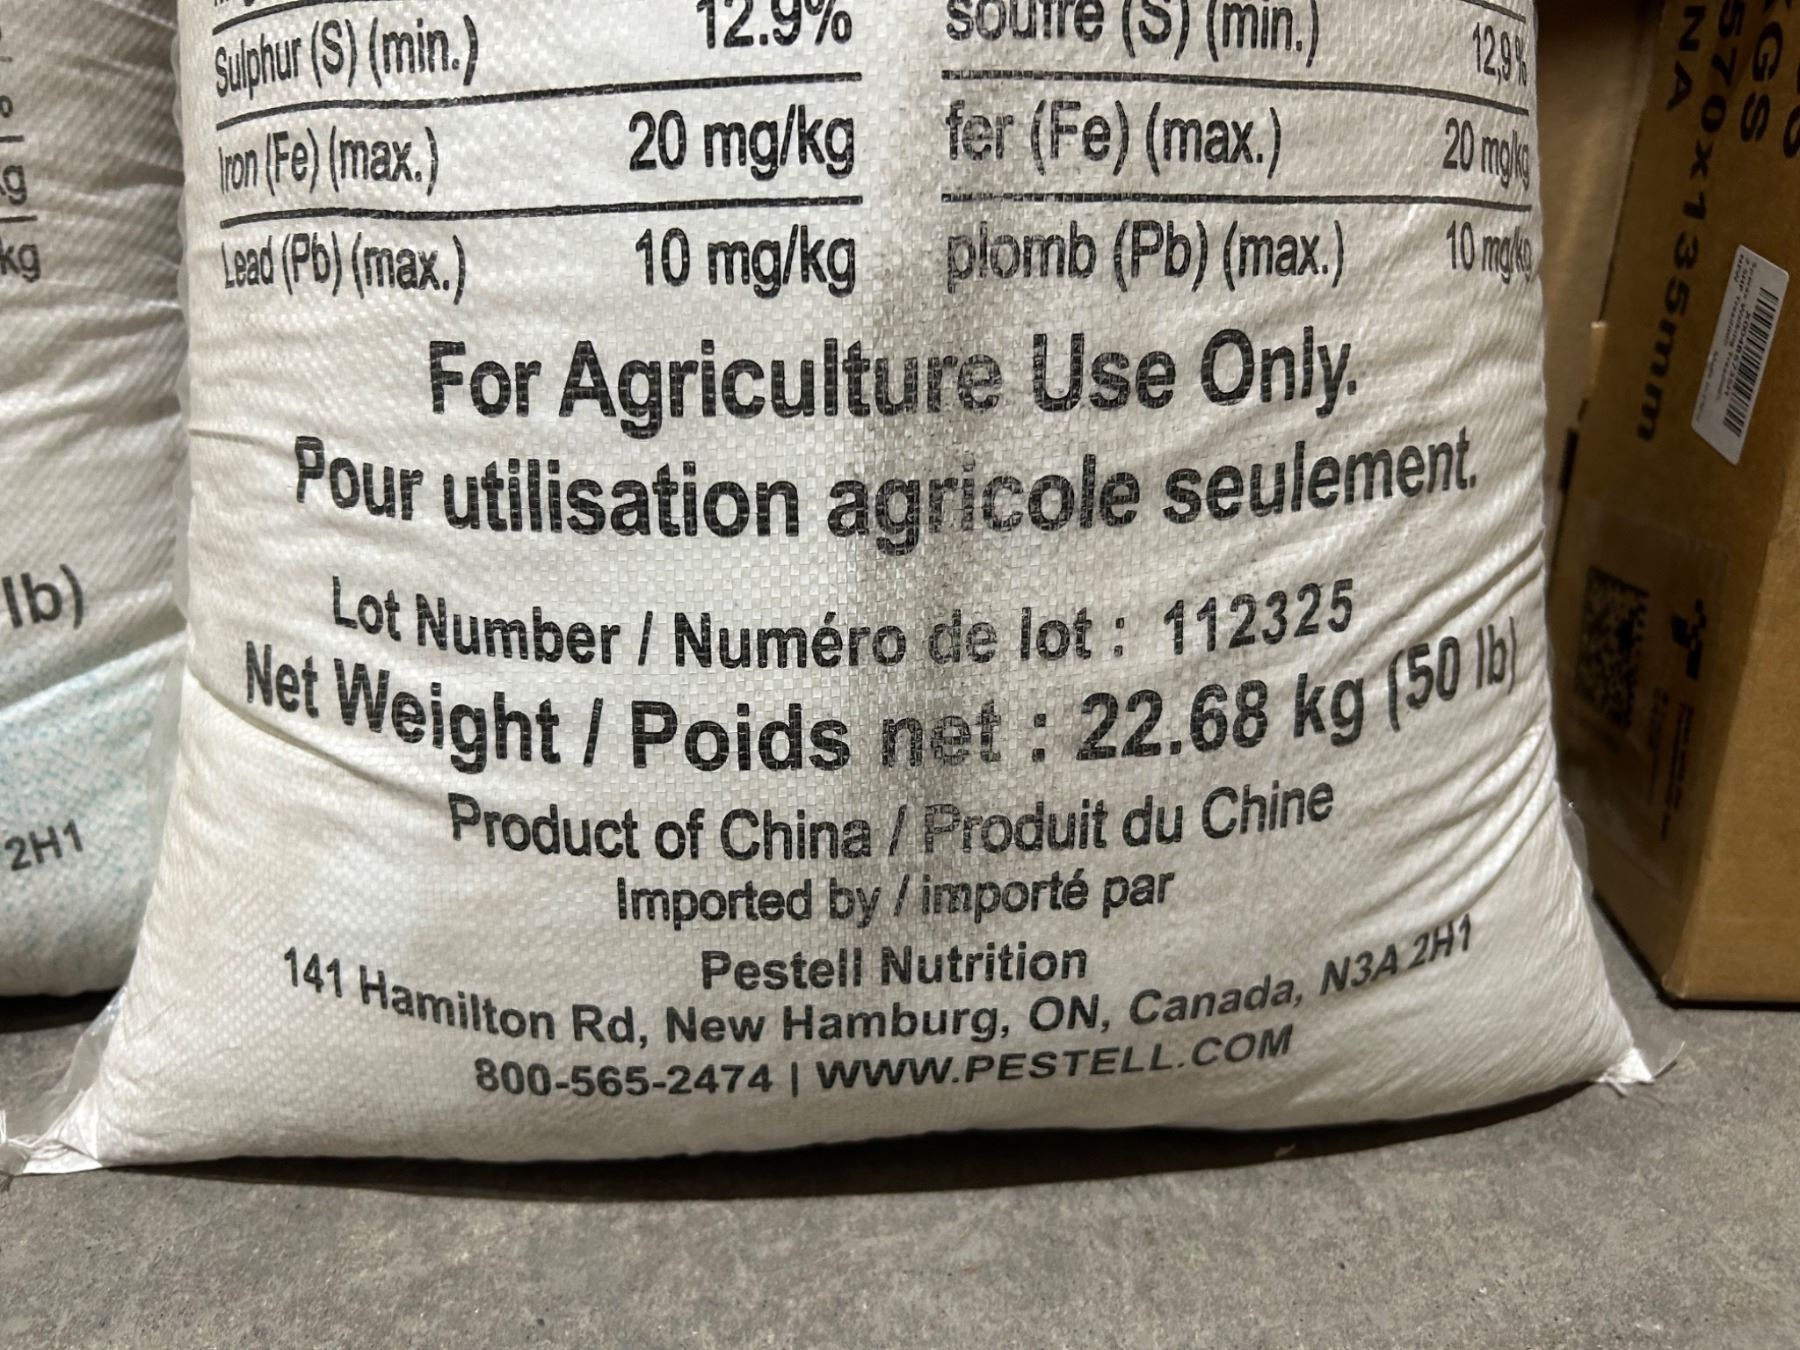 Sulphur (S) (min.) 12.9% soufre (S) (min.) 12,9%
Iron (Fe) (max.) 20 mg/kg fer (Fe) (max.) 20 mg/kg
Lead (Pb) (max.) 10 mg/kg plomb (Pb) (max.) 10 mg/kg
For Agriculture Use Only.
Pour utilisation agricole seulement.
Lot Number / Numéro de lot : 112325
Net Weight / Poids net : 22.68 kg (50 lb)
Product of China / Produit du Chine
Imported by / importé par
Pestell Nutrition
141 Hamilton Rd, New Hamburg, ON, Canada, N3A 2H1
800-565-2474 | WWW.PESTELL.COM
kg
kg
lb)
2H1
KGS
570x135mm
NA